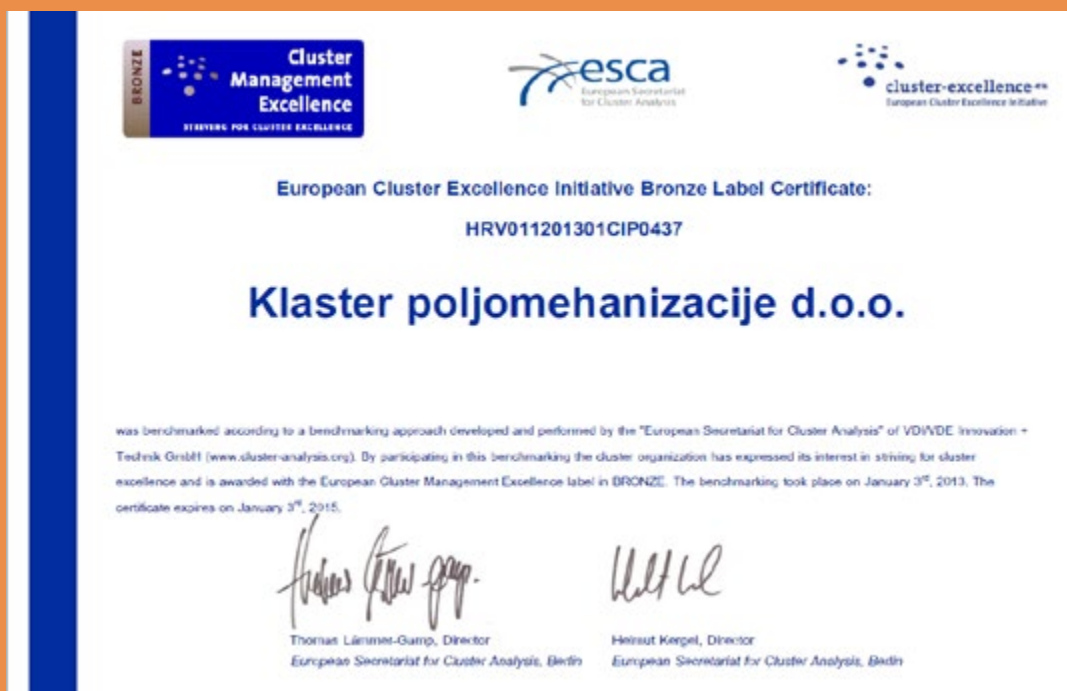 BRONZE
Cluster
Management
Excellence
STRIVING FOR CLUSTER EXCELLENCE
esca
European Secretariat
for Cluster Analysis
cluster-excellence.eu
European Cluster Excellence Initiative
European Cluster Excellence Initiative Bronze Label Certificate:
HRV011201301CIP0437
Klaster poljomehanizacije d.o.o.
was benchmarked according to a benchmarking approach developed and performed by the "European Secretariat for Cluster Analysis" of VDI/VDE Innovation +
Technik GmbH (www.cluster-analysis.org). By participating in this benchmarking the cluster organization has expressed its interest in striving for cluster
excellence and is awarded with the European Cluster Management Excellence label in BRONZE. The benchmarking took place on January 3rd, 2013. The
certificate expires on January 3rd, 2015.
Thomas Lämmer-Gamp, Director
European Secretariat for Cluster Analysis, Berlin
Helmut Kergel, Director
European Secretariat for Cluster Analysis, Berlin